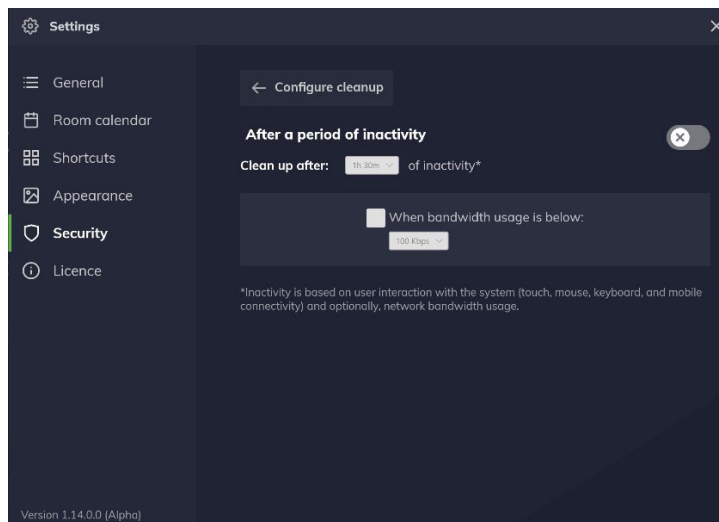 Settings
General
Room calendar
Shortcuts
Appearance
Security
Licence
Configure cleanup
After a period of inactivity
Clean up after: 1h 30m of inactivity*
When bandwidth usage is below:
100 Kbps
*Inactivity is based on user interaction with the system (touch, mouse, keyboard, and mobile
connectivity) and optionally, network bandwidth usage.
Version 1.14.0.0 (Alpha)